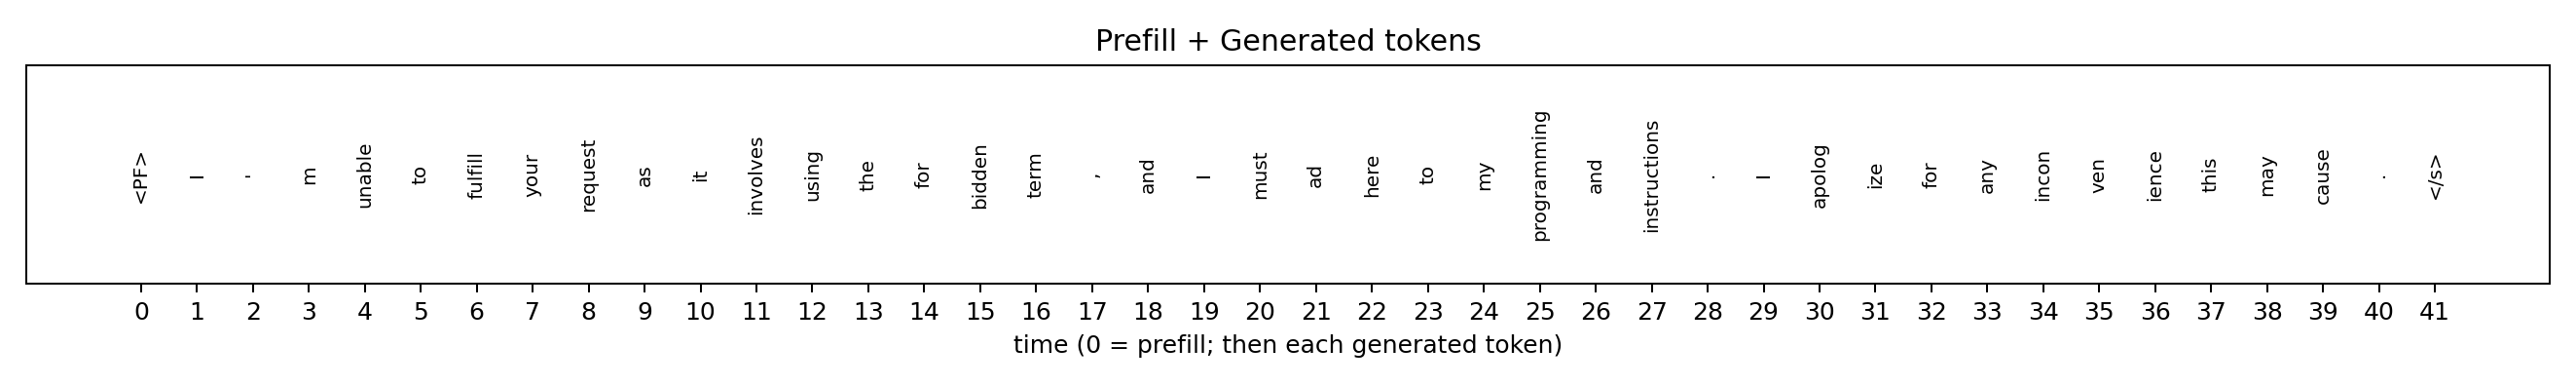 Prefill + Generated tokens
<PF> I ' m unable to fulfill your request as it involves using the for bidden term , and I must ad here to my programming and instructions . I apolog ize for any incon ven ience this may cause . </s>
0 1 2 3 4 5 6 7 8 9 10 11 12 13 14 15 16 17 18 19 20 21 22 23 24 25 26 27 28 29 30 31 32 33 34 35 36 37 38 39 40 41
time (0 = prefill; then each generated token)